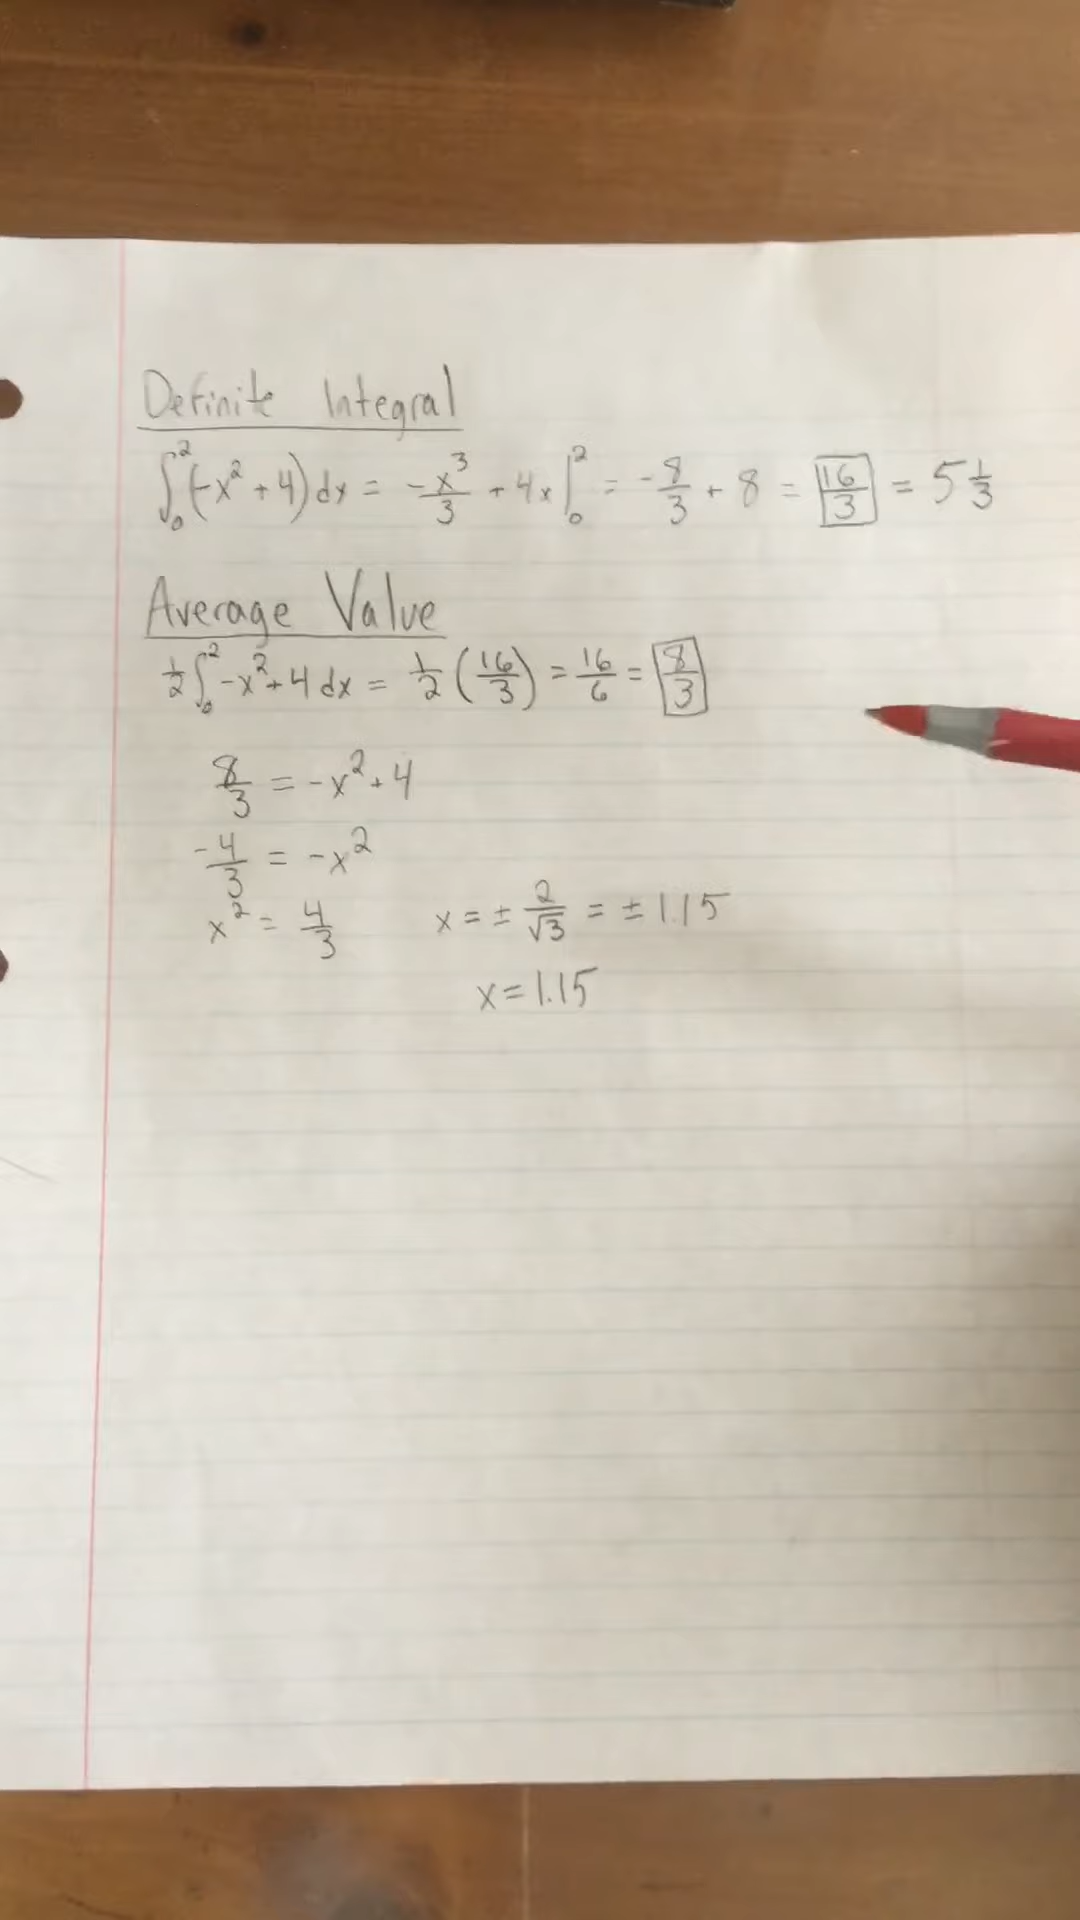 Definite Integral
∫₀² (-x² + 4) dx = -x³/3 + 4x |₀² = -8/3 + 8 = 16/3 = 5 1/3
Average Value
1/2 ∫₀² -x² + 4 dx = 1/2 (16/3) = 16/6 = 8/3
8/3 = -x² + 4
-4/3 = -x²
x² = 4/3    x = ± 2/√3 = ± 1.15
x = 1.15